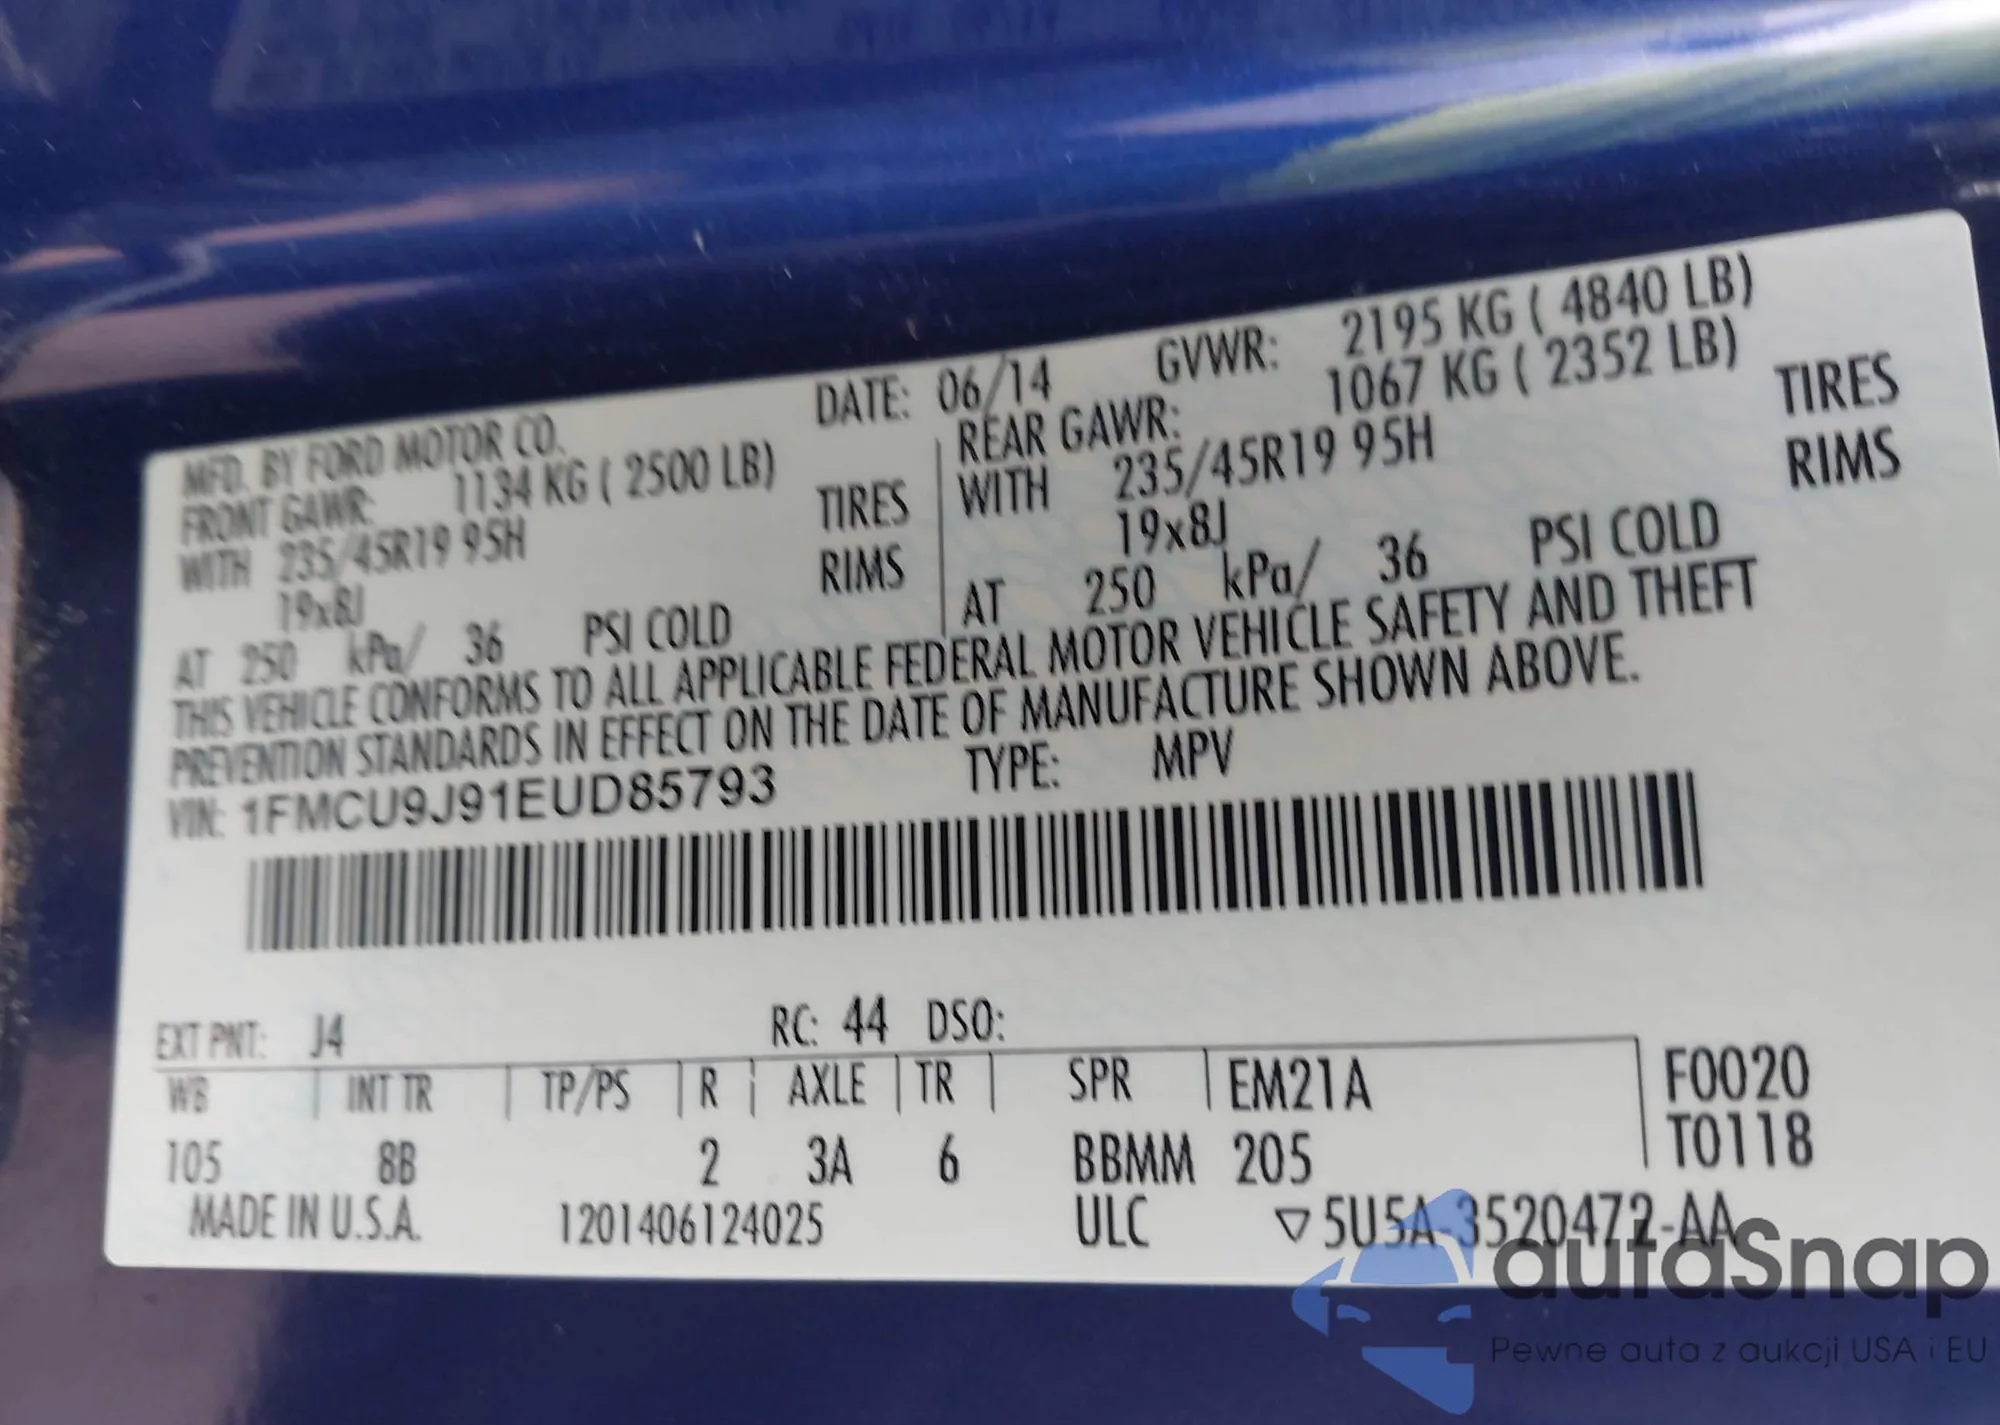 MFD. BY FORD MOTOR CO. DATE: 06/14 GVWR: 2195 KG ( 4840 LB)
FRONT GAWR: 1134 KG ( 2500 LB) REAR GAWR: 1067 KG ( 2352 LB)
WITH 235/45R19 95H TIRES WITH 235/45R19 95H TIRES
19x8J RIMS 19x8J RIMS
AT 250 kPa/ 36 PSI COLD AT 250 kPa/ 36 PSI COLD
THIS VEHICLE CONFORMS TO ALL APPLICABLE FEDERAL MOTOR VEHICLE SAFETY AND THEFT
PREVENTION STANDARDS IN EFFECT ON THE DATE OF MANUFACTURE SHOWN ABOVE.
VIN: 1FMCU9J91EUD85793 TYPE: MPV
EXT PNT: J4 RC: 44 DSO:
WB INT TR TP/PS R AXLE TR SPR EM21A F0020
105 8B 2 3A 6 BBMM 205 T0118
MADE IN U.S.A. 1201406124025 ULC ▽5U5A-3520472-AA
autaSnap
Pewne auta z aukcji USA i EU